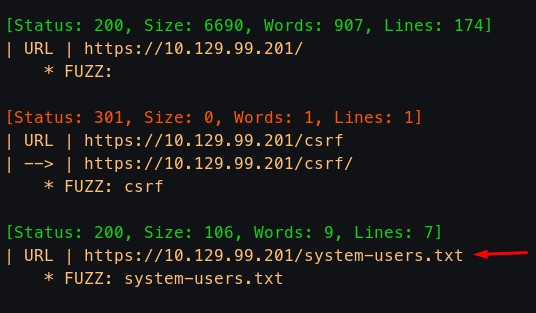 [Status: 200, Size: 6690, Words: 907, Lines: 174]
| URL | https://10.129.99.201/
* FUZZ:
[Status: 301, Size: 0, Words: 1, Lines: 1]
| URL | https://10.129.99.201/csrf
| --> | https://10.129.99.201/csrf/
* FUZZ: csrf
[Status: 200, Size: 106, Words: 9, Lines: 7]
| URL | https://10.129.99.201/system-users.txt
* FUZZ: system-users.txt